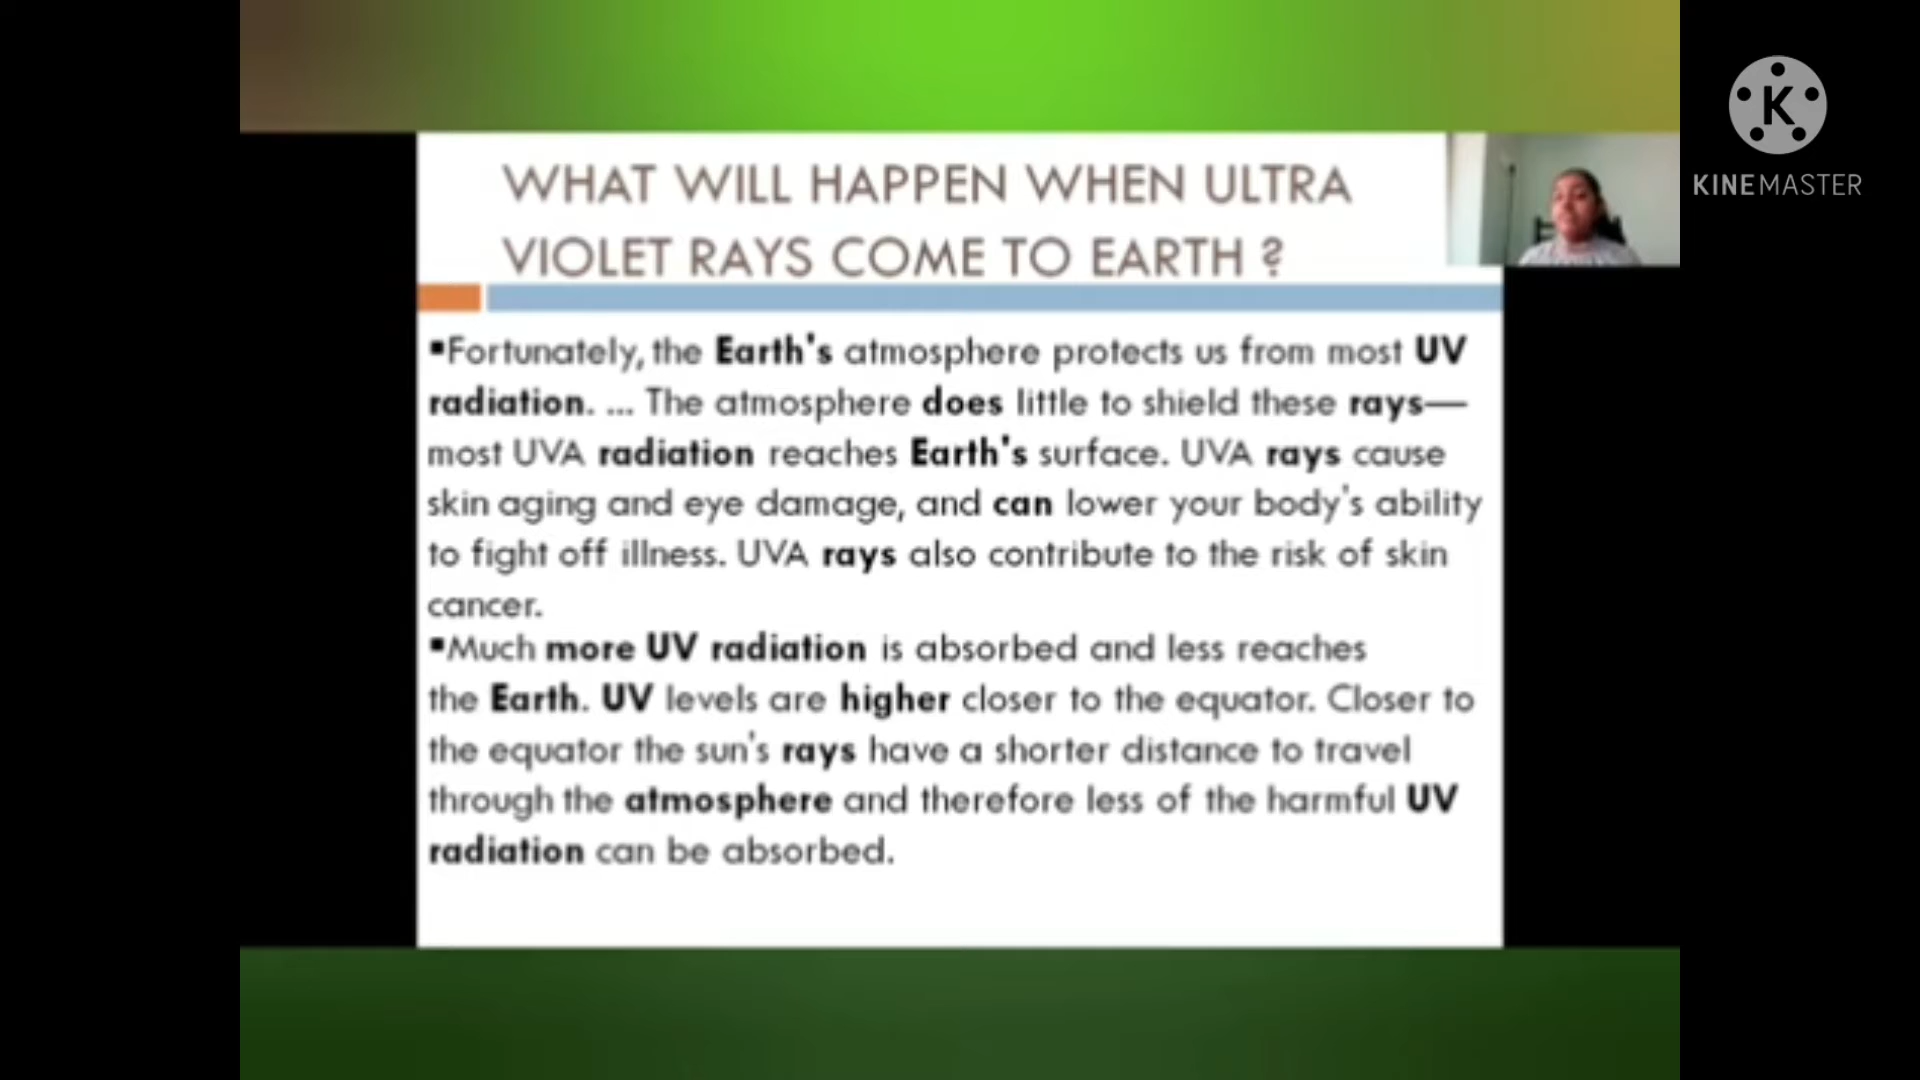 WHAT WILL HAPPEN WHEN ULTRA
VIOLET RAYS COME TO EARTH ?
▪Fortunately, the Earth's atmosphere protects us from most UV
radiation. ... The atmosphere does little to shield these rays—
most UVA radiation reaches Earth's surface. UVA rays cause
skin aging and eye damage, and can lower your body's ability
to fight off illness. UVA rays also contribute to the risk of skin
cancer.
▪Much more UV radiation is absorbed and less reaches
the Earth. UV levels are higher closer to the equator. Closer to
the equator the sun's rays have a shorter distance to travel
through the atmosphere and therefore less of the harmful UV
radiation can be absorbed.
K
KINEMASTER